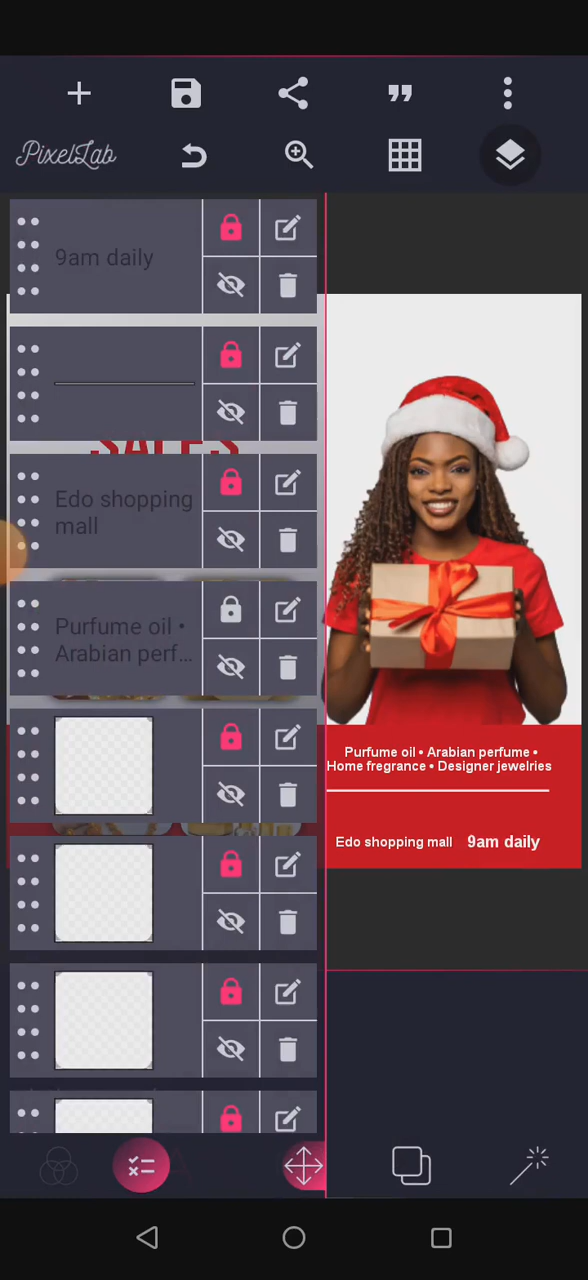 PixelLab
9am daily
SALES
Edo shopping
mall
Purfume oil •
Arabian perf...
Purfume oil • Arabian perfume •
Home fregrance • Designer jewelries
Edo shopping mall
9am daily